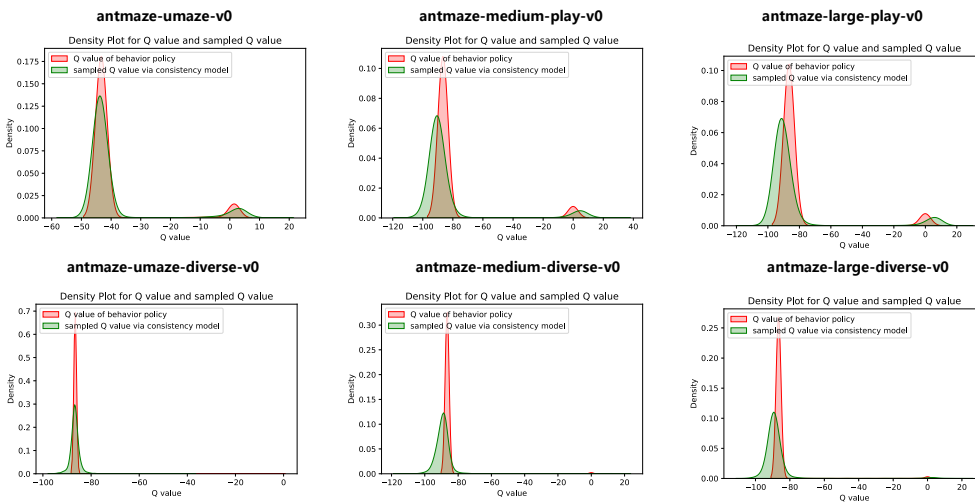 antmaze-umaze-v0
Density Plot for Q value and sampled Q value
Q value of behavior policy
sampled Q value via consistency model
Density
0.175
0.150
0.125
0.100
0.075
0.050
0.025
0.000
−60 −50 −40 −30 −20 −10 0 10 20
Q value
antmaze-medium-play-v0
Density Plot for Q value and sampled Q value
Q value of behavior policy
sampled Q value via consistency model
Density
0.10
0.08
0.06
0.04
0.02
0.00
−120 −100 −80 −60 −40 −20 0 20 40
Q value
antmaze-large-play-v0
Density Plot for Q value and sampled Q value
Q value of behavior policy
sampled Q value via consistency model
Density
0.10
0.08
0.06
0.04
0.02
0.00
−120 −100 −80 −60 −40 −20 0 20
Q value
antmaze-umaze-diverse-v0
Density Plot for Q value and sampled Q value
Q value of behavior policy
sampled Q value via consistency model
Density
0.7
0.6
0.5
0.4
0.3
0.2
0.1
0.0
−100 −80 −60 −40 −20 0
Q value
antmaze-medium-diverse-v0
Density Plot for Q value and sampled Q value
Q value of behavior policy
sampled Q value via consistency model
Density
0.30
0.25
0.20
0.15
0.10
0.05
0.00
−120 −100 −80 −60 −40 −20 0 20
Q value
antmaze-large-diverse-v0
Density Plot for Q value and sampled Q value
Q value of behavior policy
sampled Q value via consistency model
Density
0.25
0.20
0.15
0.10
0.05
0.00
−100 −80 −60 −40 −20 0 20
Q value